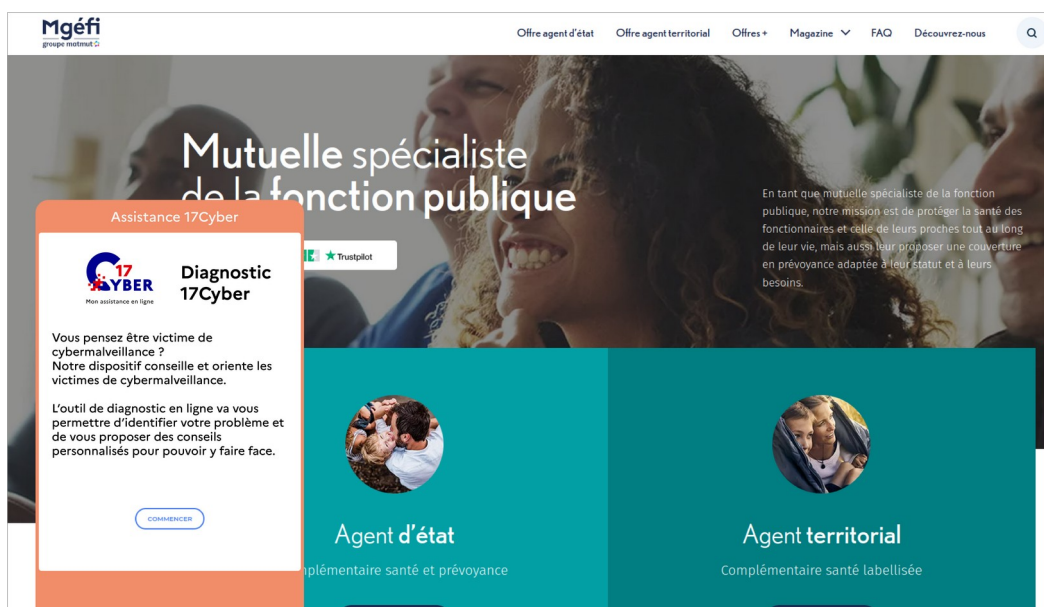 Mgéfi
groupe matmut
Offre agent d'état
Offre agent territorial
Offres +
Magazine
FAQ
Découvrez-nous
Mutuelle spécialiste
de la fonction publique
Trustpilot
En tant que mutuelle spécialiste de la fonction
publique, notre mission est de protéger la santé des
fonctionnaires et celle de leurs proches tout au long
de leur vie, mais aussi leur proposer une couverture
en prévoyance adaptée à leur statut et à leurs
besoins.
Assistance 17Cyber
17
CYBER
Mon assistance en ligne
Diagnostic
17Cyber
Vous pensez être victime de
cybermalveillance ?
Notre dispositif conseille et oriente les
victimes de cybermalveillance.
L'outil de diagnostic en ligne va vous
permettre d'identifier votre problème et
de vous proposer des conseils
personnalisés pour pouvoir y faire face.
COMMENCER
Agent d'état
plémentaire santé et prévoyance
Agent territorial
Complémentaire santé labellisée